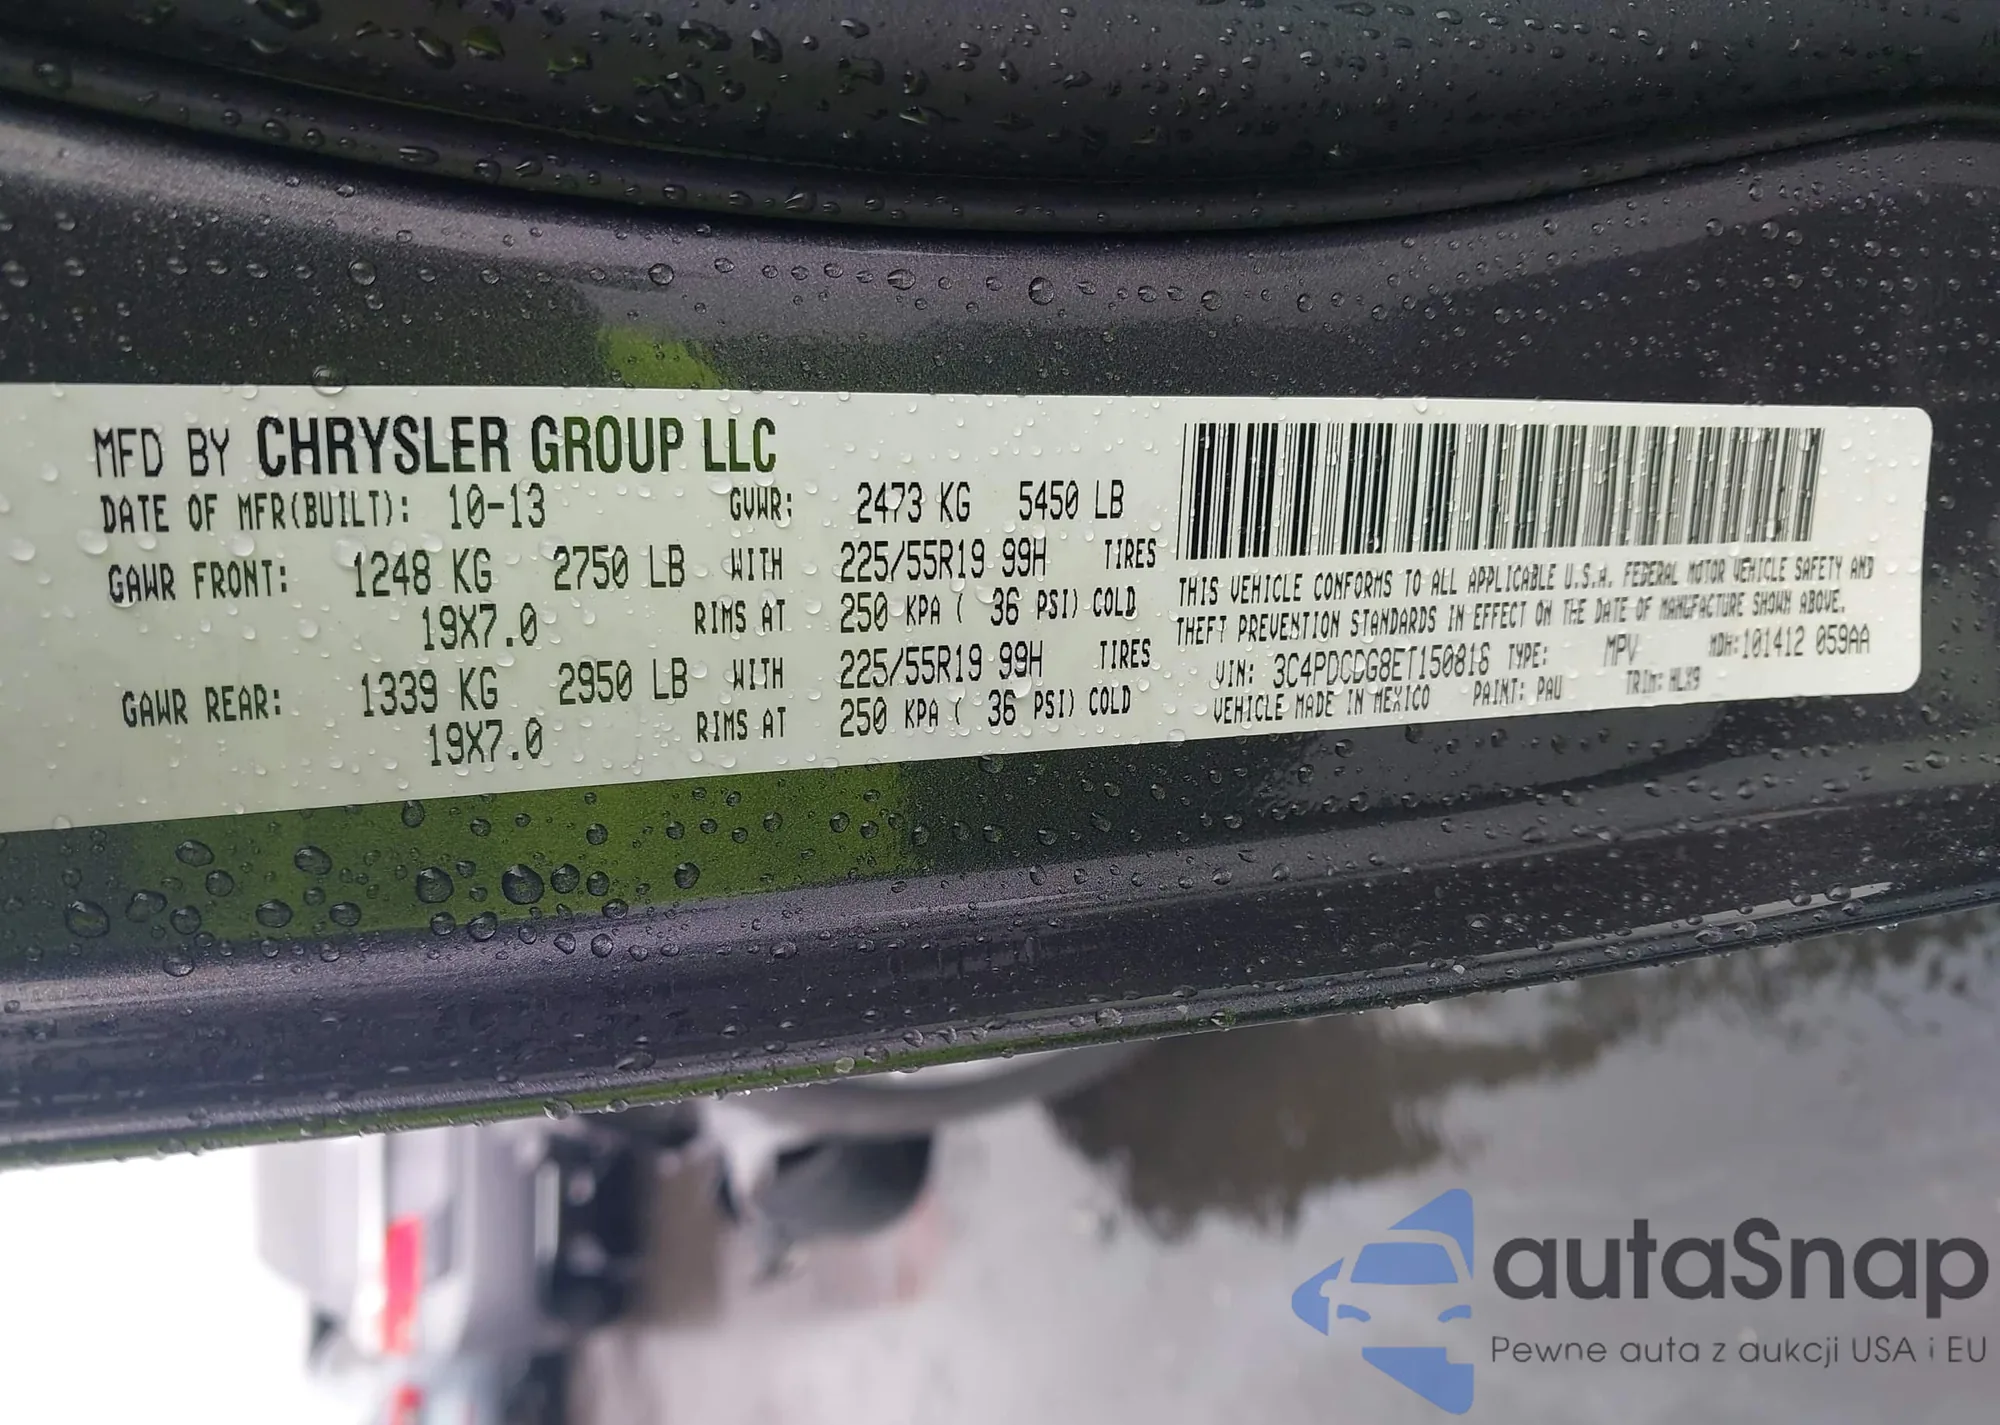 MFD BY CHRYSLER GROUP LLC
DATE OF MFR(BUILT): 10-13 GVWR: 2473 KG 5450 LB
GAWR FRONT: 1248 KG 2750 LB WITH 225/55R19 99H TIRES
19X7.0 RIMS AT 250 KPA ( 36 PSI) COLD
GAWR REAR: 1339 KG 2950 LB WITH 225/55R19 99H TIRES
19X7.0 RIMS AT 250 KPA ( 36 PSI) COLD
THIS VEHICLE CONFORMS TO ALL APPLICABLE U.S.A. FEDERAL MOTOR VEHICLE SAFETY AND
THEFT PREVENTION STANDARDS IN EFFECT ON THE DATE OF MANUFACTURE SHOWN ABOVE.
VIN: 3C4PDCDG8ET150816 TYPE: MPV MDH:101412 059AA
VEHICLE MADE IN MEXICO PAINT: PAU TRIM: HLX9
autaSnap
Pewne auta z aukcji USA i EU